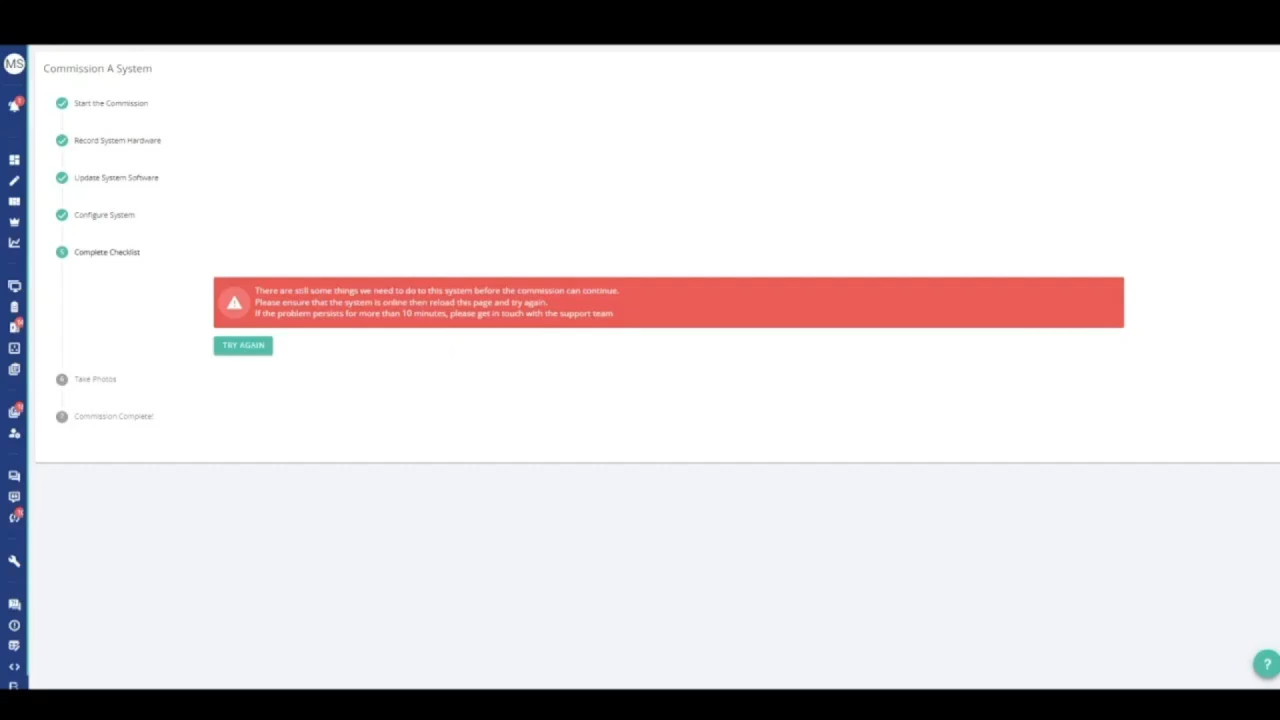 MS
Commission A System
Start the Commission
Record System Hardware
Update System Software
Configure System
5 Complete Checklist
There are still some things we need to do to this system before the commission can continue.
Please ensure that the system is online then reload this page and try again.
If the problem persists for more than 10 minutes, please get in touch with the support team
TRY AGAIN
6 Take Photos
7 Commission Complete!
?